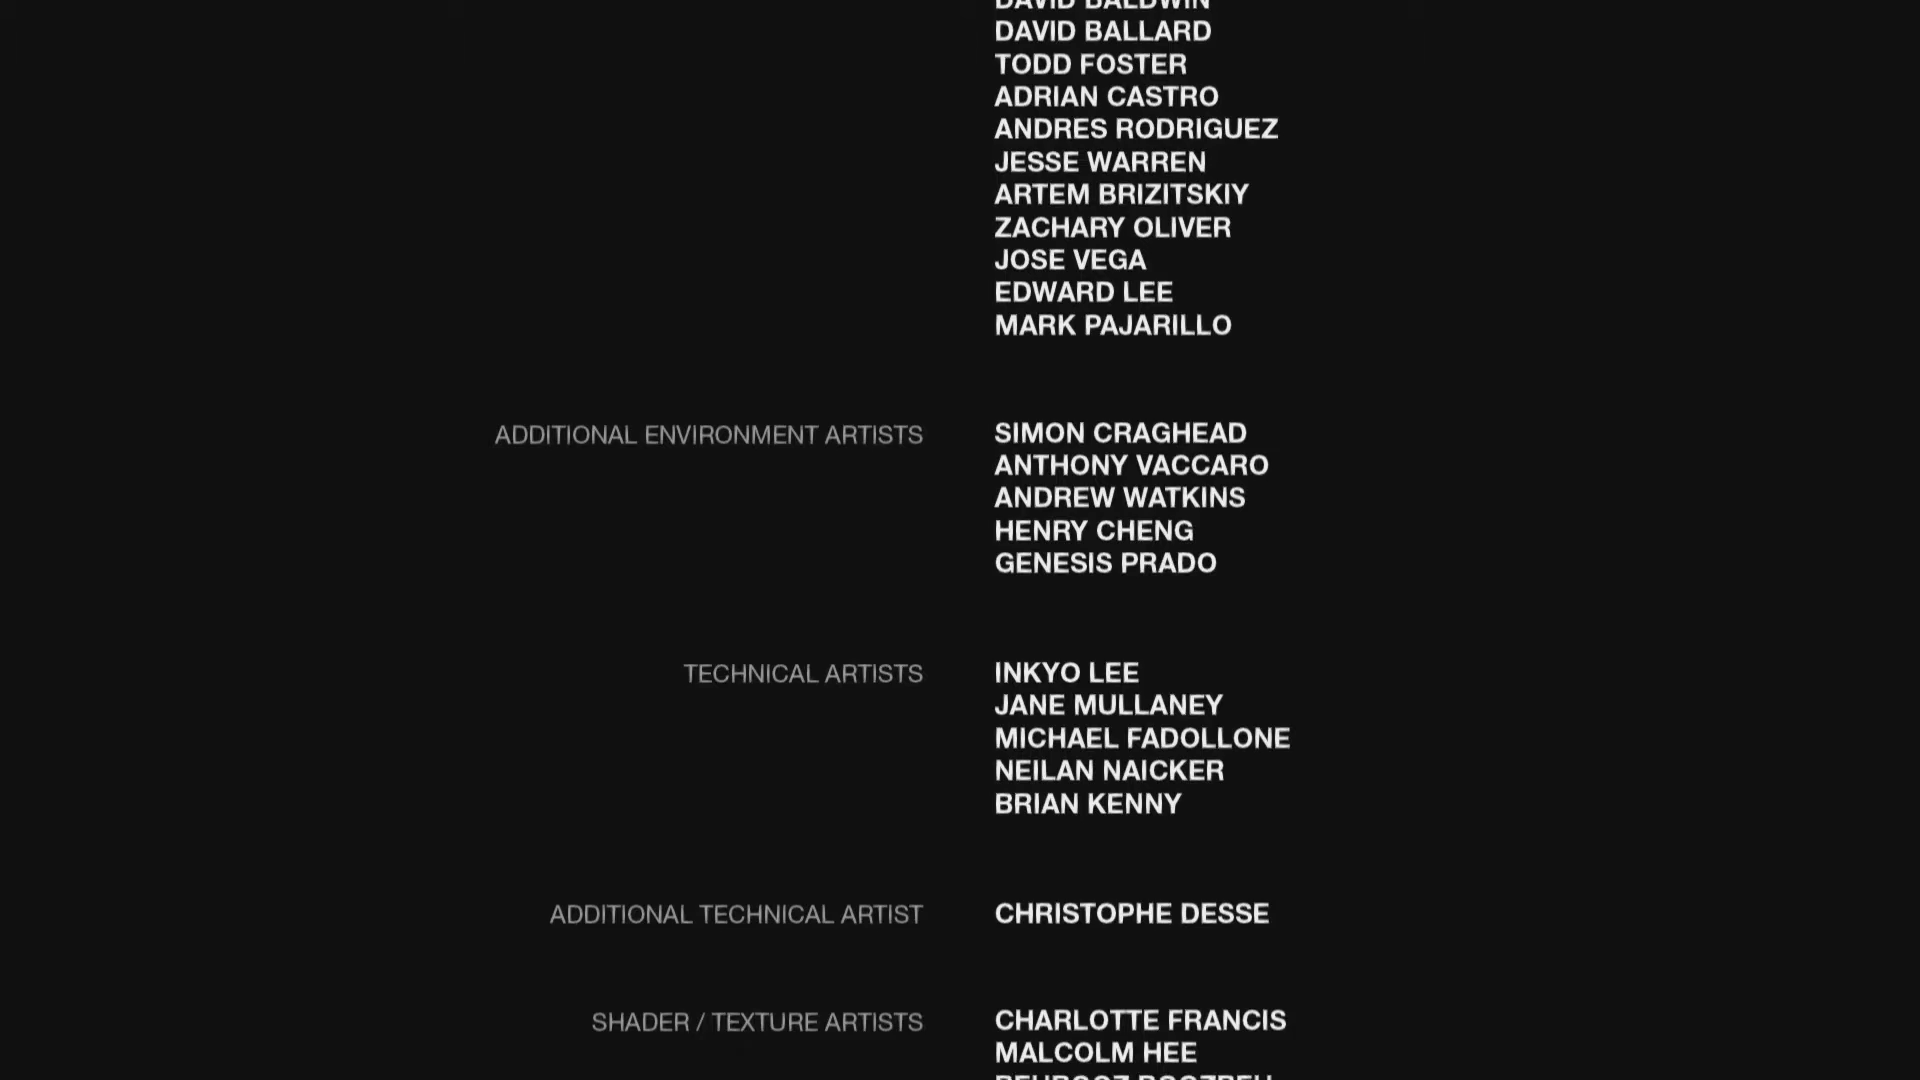 DAVID BALDWIN
DAVID BALLARD
TODD FOSTER
ADRIAN CASTRO
ANDRES RODRIGUEZ
JESSE WARREN
ARTEM BRIZITSKIY
ZACHARY OLIVER
JOSE VEGA
EDWARD LEE
MARK PAJARILLO
ADDITIONAL ENVIRONMENT ARTISTS SIMON CRAGHEAD
ANTHONY VACCARO
ANDREW WATKINS
HENRY CHENG
GENESIS PRADO
TECHNICAL ARTISTS INKYO LEE
JANE MULLANEY
MICHAEL FADOLLONE
NEILAN NAICKER
BRIAN KENNY
ADDITIONAL TECHNICAL ARTIST CHRISTOPHE DESSE
SHADER / TEXTURE ARTISTS CHARLOTTE FRANCIS
MALCOLM HEE